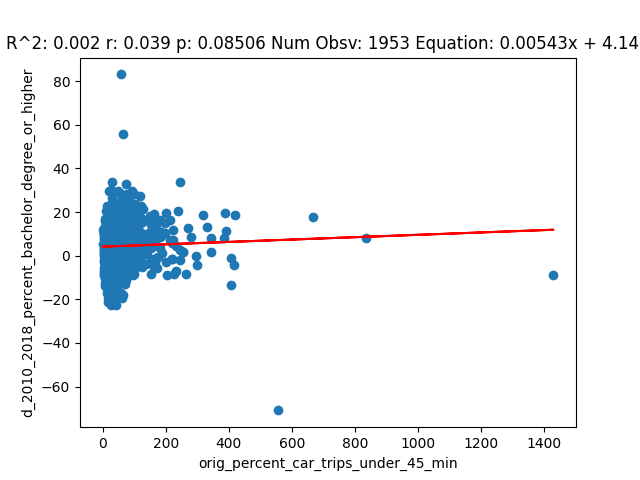 R^2: 0.002 r: 0.039 p: 0.08506 Num Obsv: 1953 Equation: 0.00543x + 4.14
d_2010_2018_percent_bachelor_degree_or_higher
80
60
40
20
0
−20
−40
−60
0 200 400 600 800 1000 1200 1400
orig_percent_car_trips_under_45_min